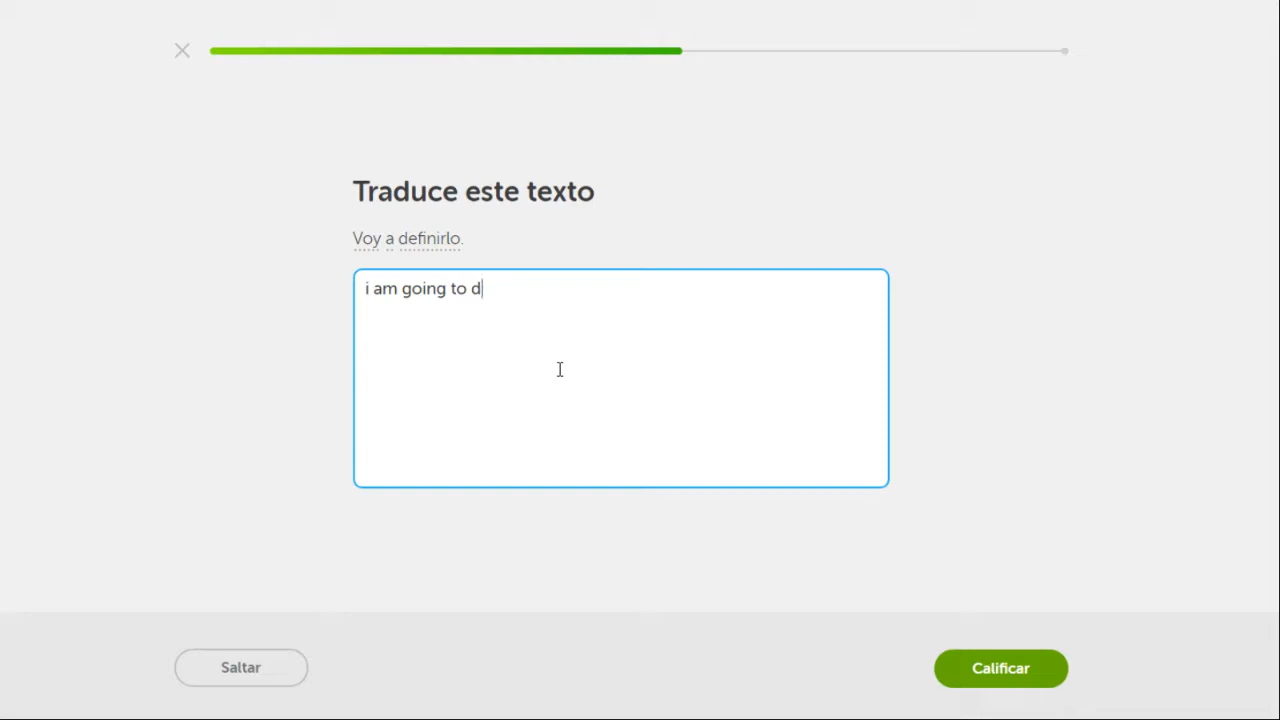 Traduce este texto
Voy a definirlo.
i am going to d
Saltar
Calificar